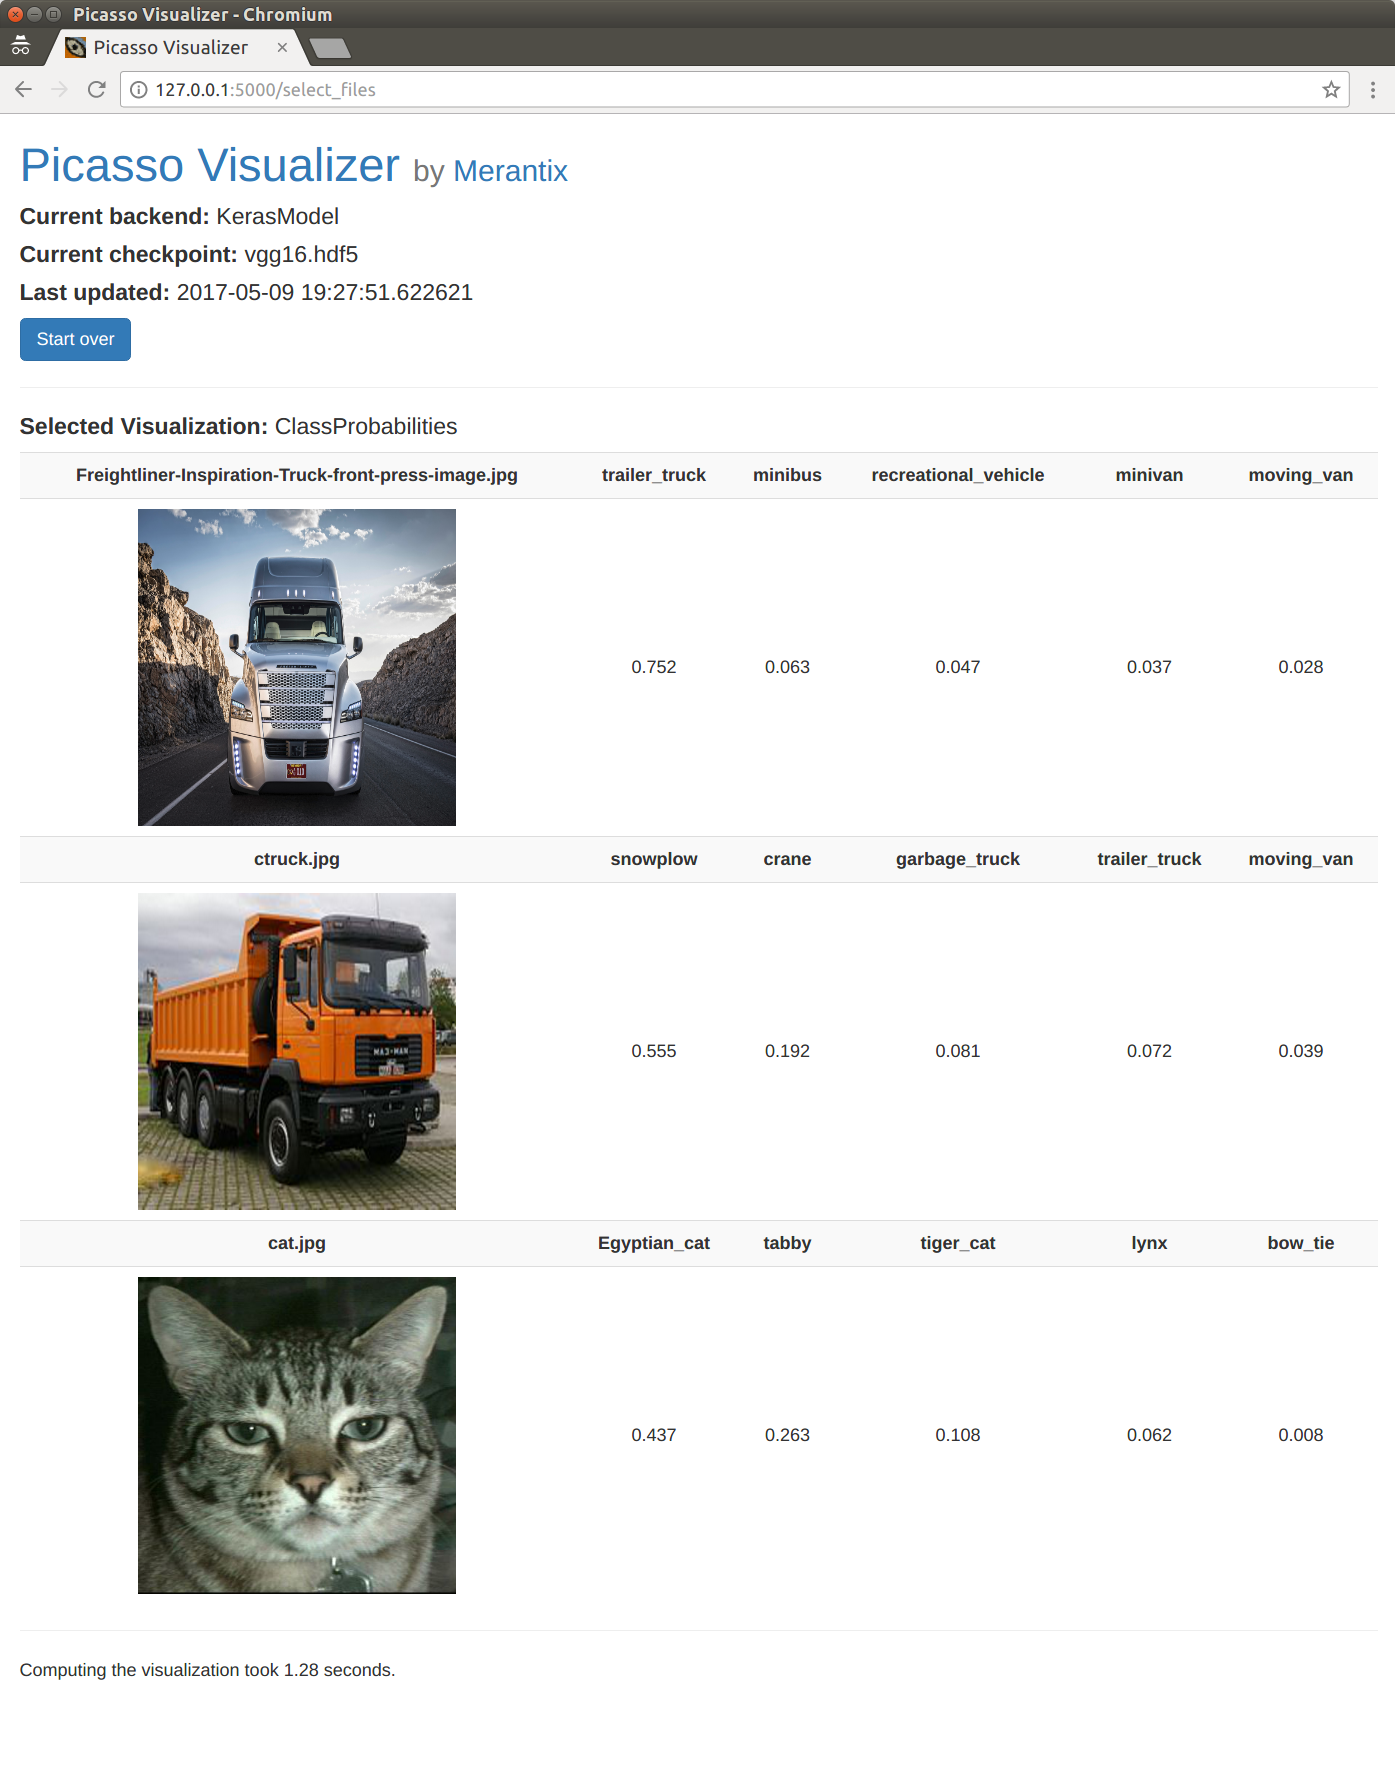 Picasso Visualizer - Chromium
Picasso Visualizer
127.0.0.1:5000/select_files
Picasso Visualizer by Merantix
Current backend: KerasModel
Current checkpoint: vgg16.hdf5
Last updated: 2017-05-09 19:27:51.622621
Start over
Selected Visualization: ClassProbabilities
Freightliner-Inspiration-Truck-front-press-image.jpg trailer_truck minibus recreational_vehicle minivan moving_van
0.752 0.063 0.047 0.037 0.028
ctruck.jpg snowplow crane garbage_truck trailer_truck moving_van
MAN
0.555 0.192 0.081 0.072 0.039
cat.jpg Egyptian_cat tabby tiger_cat lynx bow_tie
0.437 0.263 0.108 0.062 0.008
Computing the visualization took 1.28 seconds.